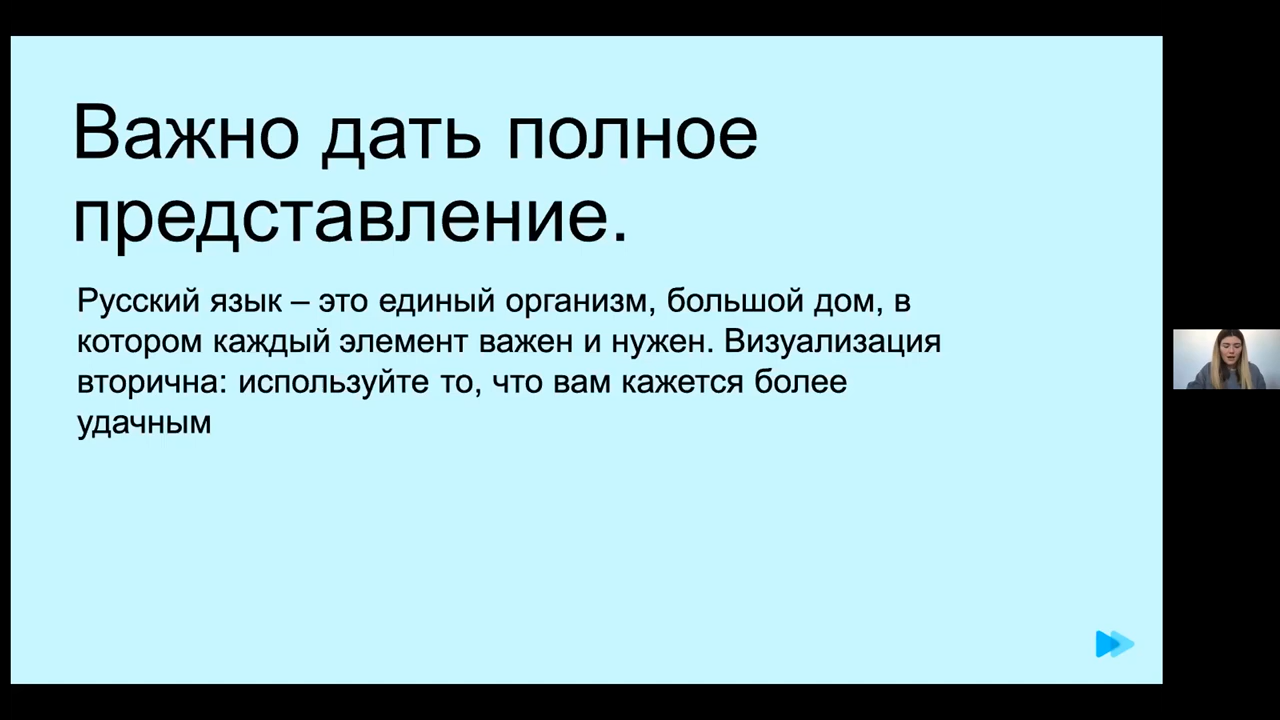 Важно дать полное
представление.
Русский язык – это единый организм, большой дом, в
котором каждый элемент важен и нужен. Визуализация
вторична: используйте то, что вам кажется более
удачным